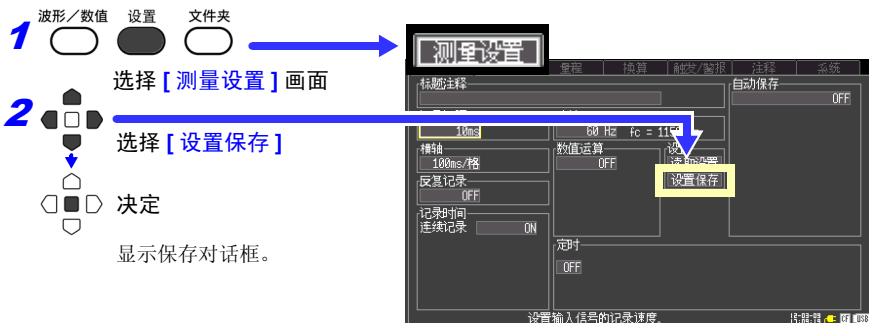 1
波形／数值 设置 文件夹
选择 [ 测量设置 ] 画面
2
选择 [ 设置保存 ]
决定
显示保存对话框。
测量设置
量程 换算 触发/警报 注释 系统
标题注释
自动保存
OFF
10ms
60 Hz fc =
横轴
100ms/格
数值运算
OFF
读取设置
设置保存
反复记录
OFF
记录时间
连续记录 ON
定时
OFF
设置输入信号的记录速度。
CF USB